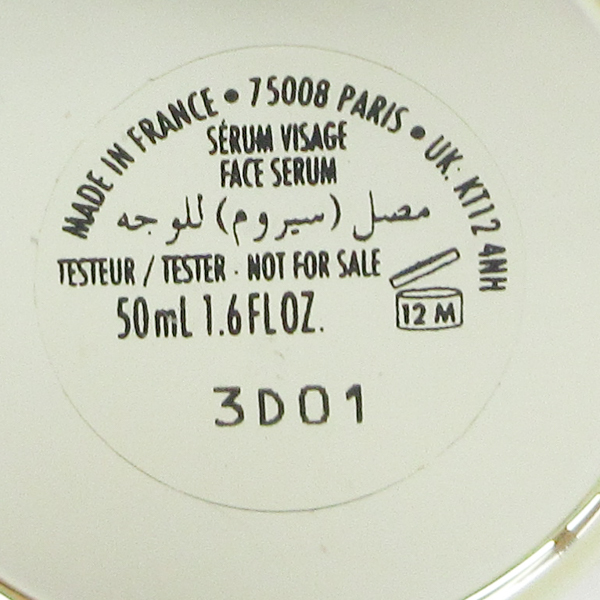 MADE IN FRANCE • 75008 PARIS • UK: KT12 4NH
SÉRUM VISAGE
FACE SERUM
مصل (سيروم) للوجه
TESTEUR / TESTER · NOT FOR SALE
50mL 1.6FLOZ.
12 M
3D01